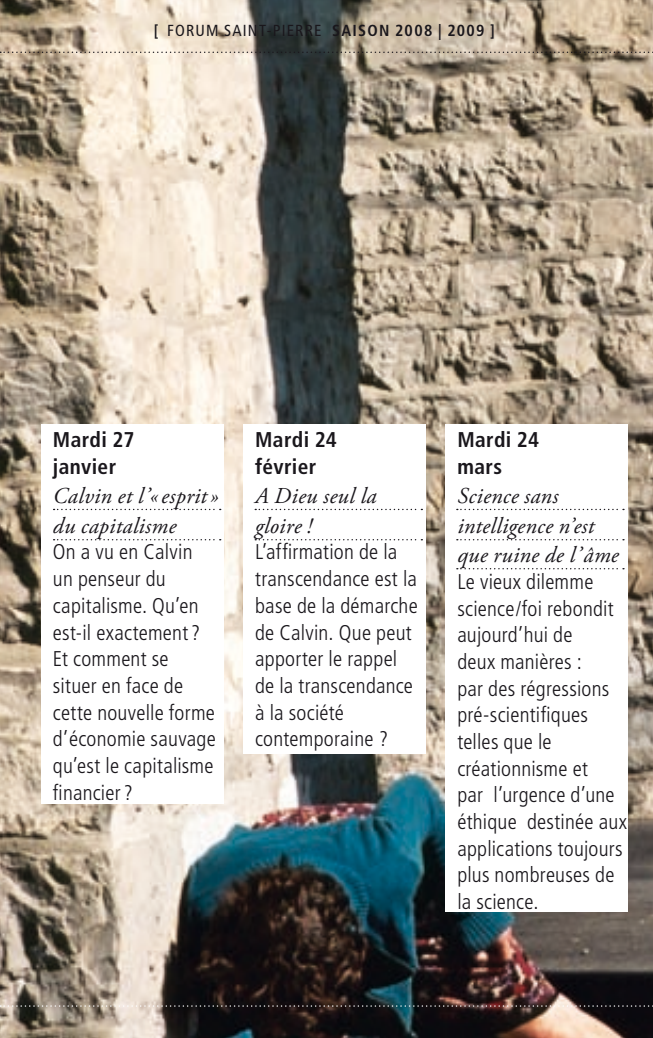 [ FORUM SAINT-PIERRE SAISON 2008 | 2009 ]
Mardi 27
janvier
Calvin et l’« esprit »
du capitalisme
On a vu en Calvin
un penseur du
capitalisme. Qu’en
est-il exactement ?
Et comment se
situer en face de
cette nouvelle forme
d’économie sauvage
qu’est le capitalisme
financier ?
Mardi 24
février
A Dieu seul la
gloire !
L’affirmation de la
transcendance est la
base de la démarche
de Calvin. Que peut
apporter le rappel
de la transcendance
à la société
contemporaine ?
Mardi 24
mars
Science sans
intelligence n’est
que ruine de l’âme
Le vieux dilemme
science/foi rebondit
aujourd’hui de
deux manières :
par des régressions
pré-scientifiques
telles que le
créationnisme et
par l’urgence d’une
éthique destinée aux
applications toujours
plus nombreuses de
la science.